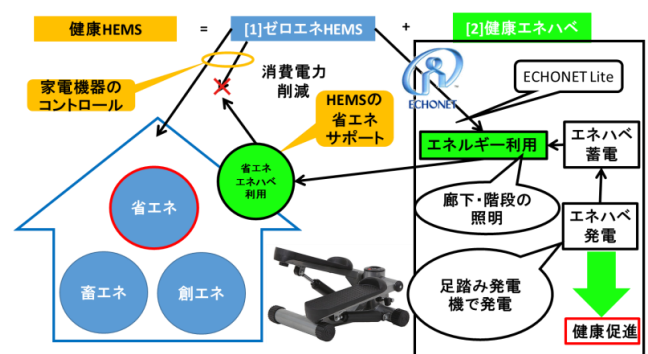 健康HEMS
=
[1]ゼロエネHEMS
+
[2]健康エネハベ
家電機器の
コントロール
消費電力
削減
HEMSの
省エネ
サポート
ECHONET
ECHONET Lite
エネルギー利用
エネハベ
蓄電
省エネ
エネハベ
利用
廊下・階段の
照明
エネハベ
発電
省エネ
畜エネ
創エネ
足踏み発電
機で発電
健康促進